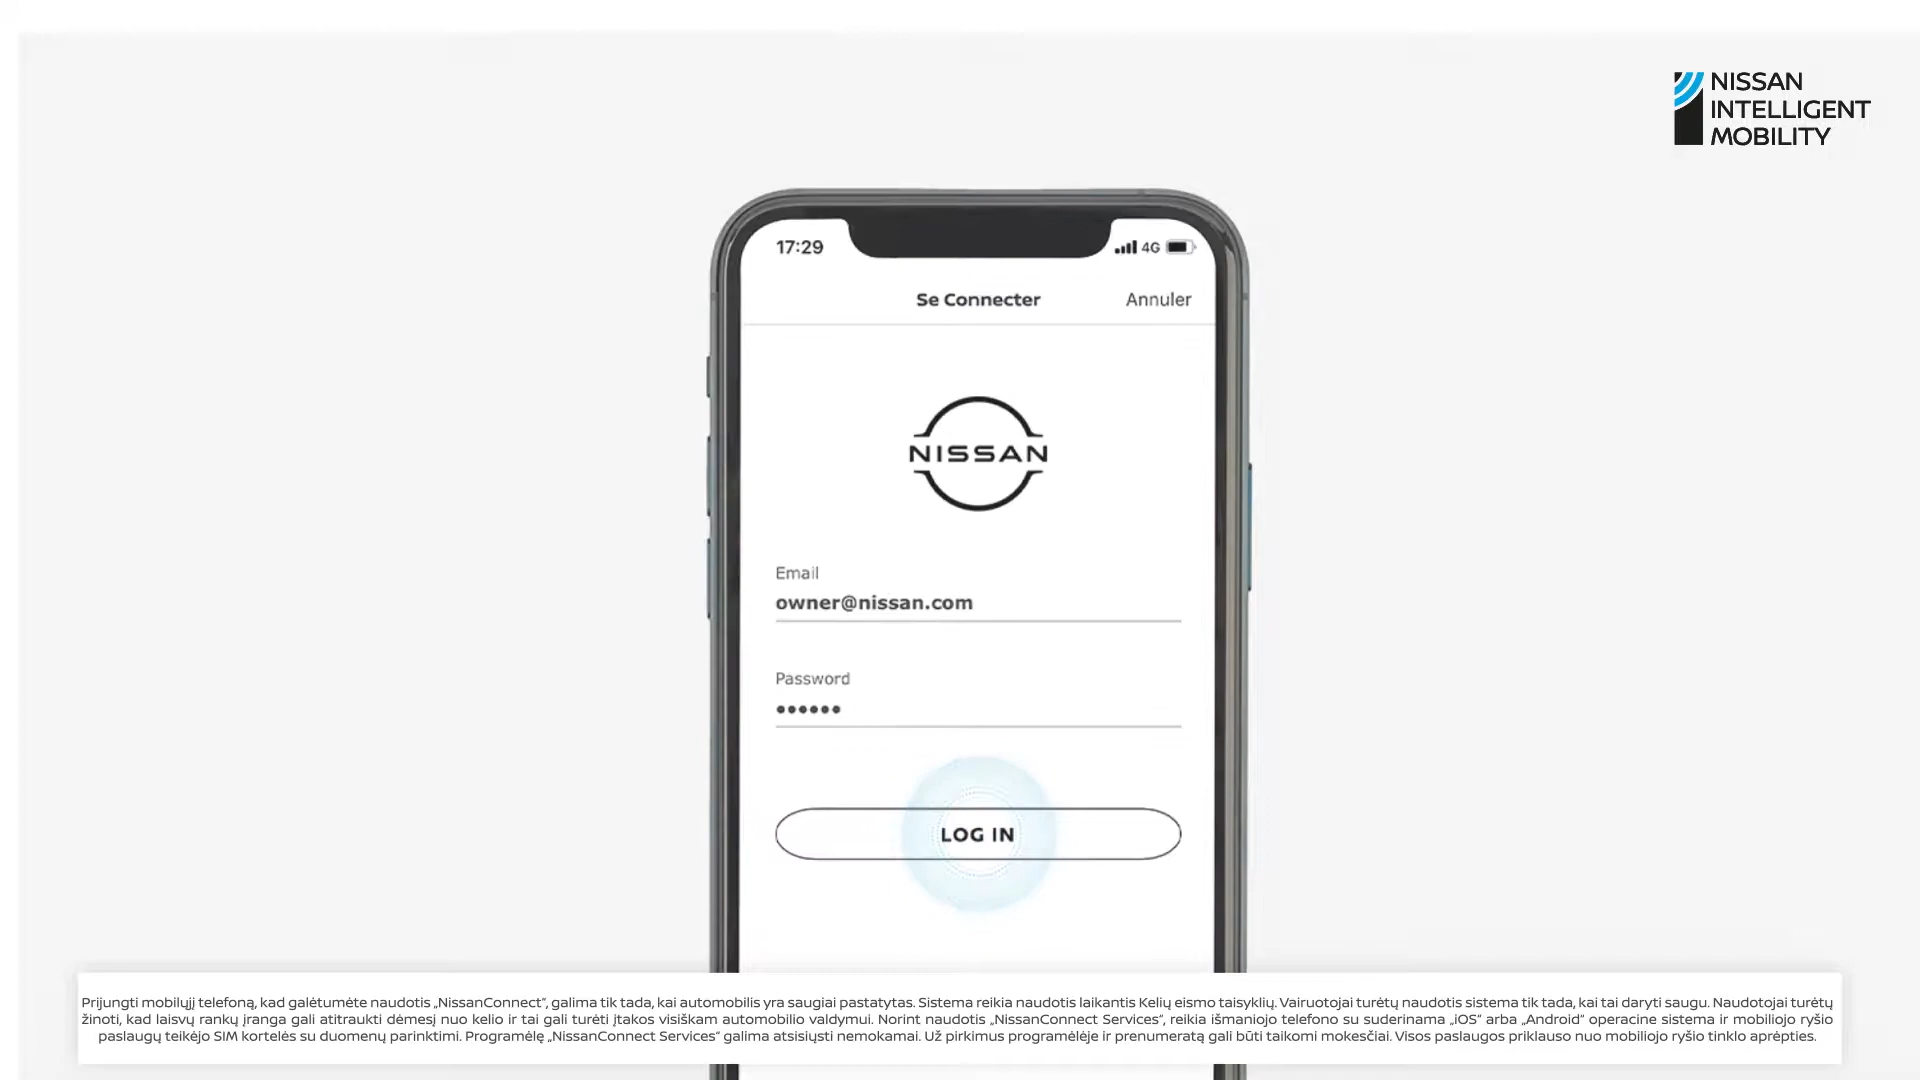 NISSAN
INTELLIGENT
MOBILITY
17:29
4G
Se Connecter
Annuler
NISSAN
Email
owner@nissan.com
Password
••••••
LOG IN
Prijungti mobilųjį telefoną, kad galėtumėte naudotis „NissanConnect“, galima tik tada, kai automobilis yra saugiai pastatytas. Sistema reikia naudotis laikantis Kelių eismo taisyklių. Vairuotojai turėtų naudotis sistema tik tada, kai tai daryti saugu. Naudotojai turėtų
žinoti, kad laisvų rankų įranga gali atitraukti dėmesį nuo kelio ir tai gali turėti įtakos visiškam automobilio valdymui. Norint naudotis „NissanConnect Services“, reikia išmaniojo telefono su suderinama „iOS“ arba „Android“ operacine sistema ir mobiliojo ryšio
paslaugų teikėjo SIM kortelės su duomenų parinktimi. Programėlę „NissanConnect Services“ galima atsisiųsti nemokamai. Už pirkimus programėlėje ir prenumeratą gali būti taikomi mokesčiai. Visos paslaugos priklauso nuo mobiliojo ryšio tinklo aprėpties.